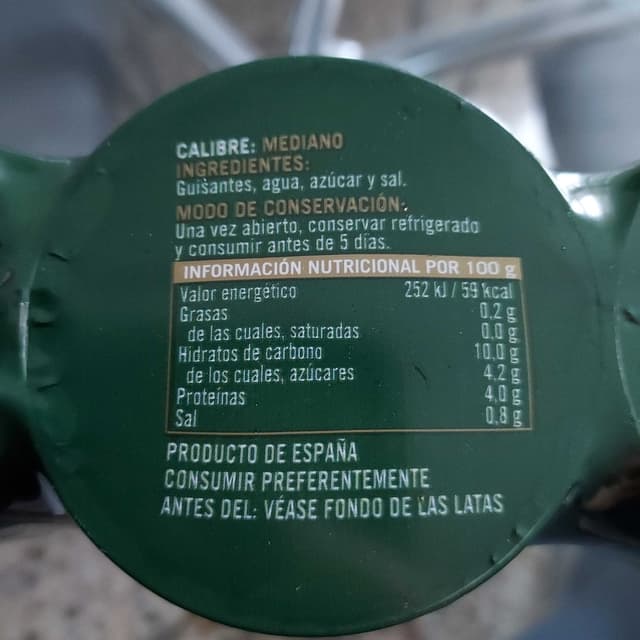 CALIBRE: MEDIANO
INGREDIENTES:
Guisantes, agua, azúcar y sal.
MODO DE CONSERVACIÓN:
Una vez abierto, conservar refrigerado
y consumir antes de 5 días.
INFORMACIÓN NUTRICIONAL POR 100 g
Valor energético 252 kJ / 59 kcal
Grasas 0,2 g
de las cuales, saturadas 0,0 g
Hidratos de carbono 10,0 g
de los cuales, azúcares 4,2 g
Proteínas 4,0 g
Sal 0,8 g
PRODUCTO DE ESPAÑA
CONSUMIR PREFERENTEMENTE
ANTES DEL: VÉASE FONDO DE LAS LATAS